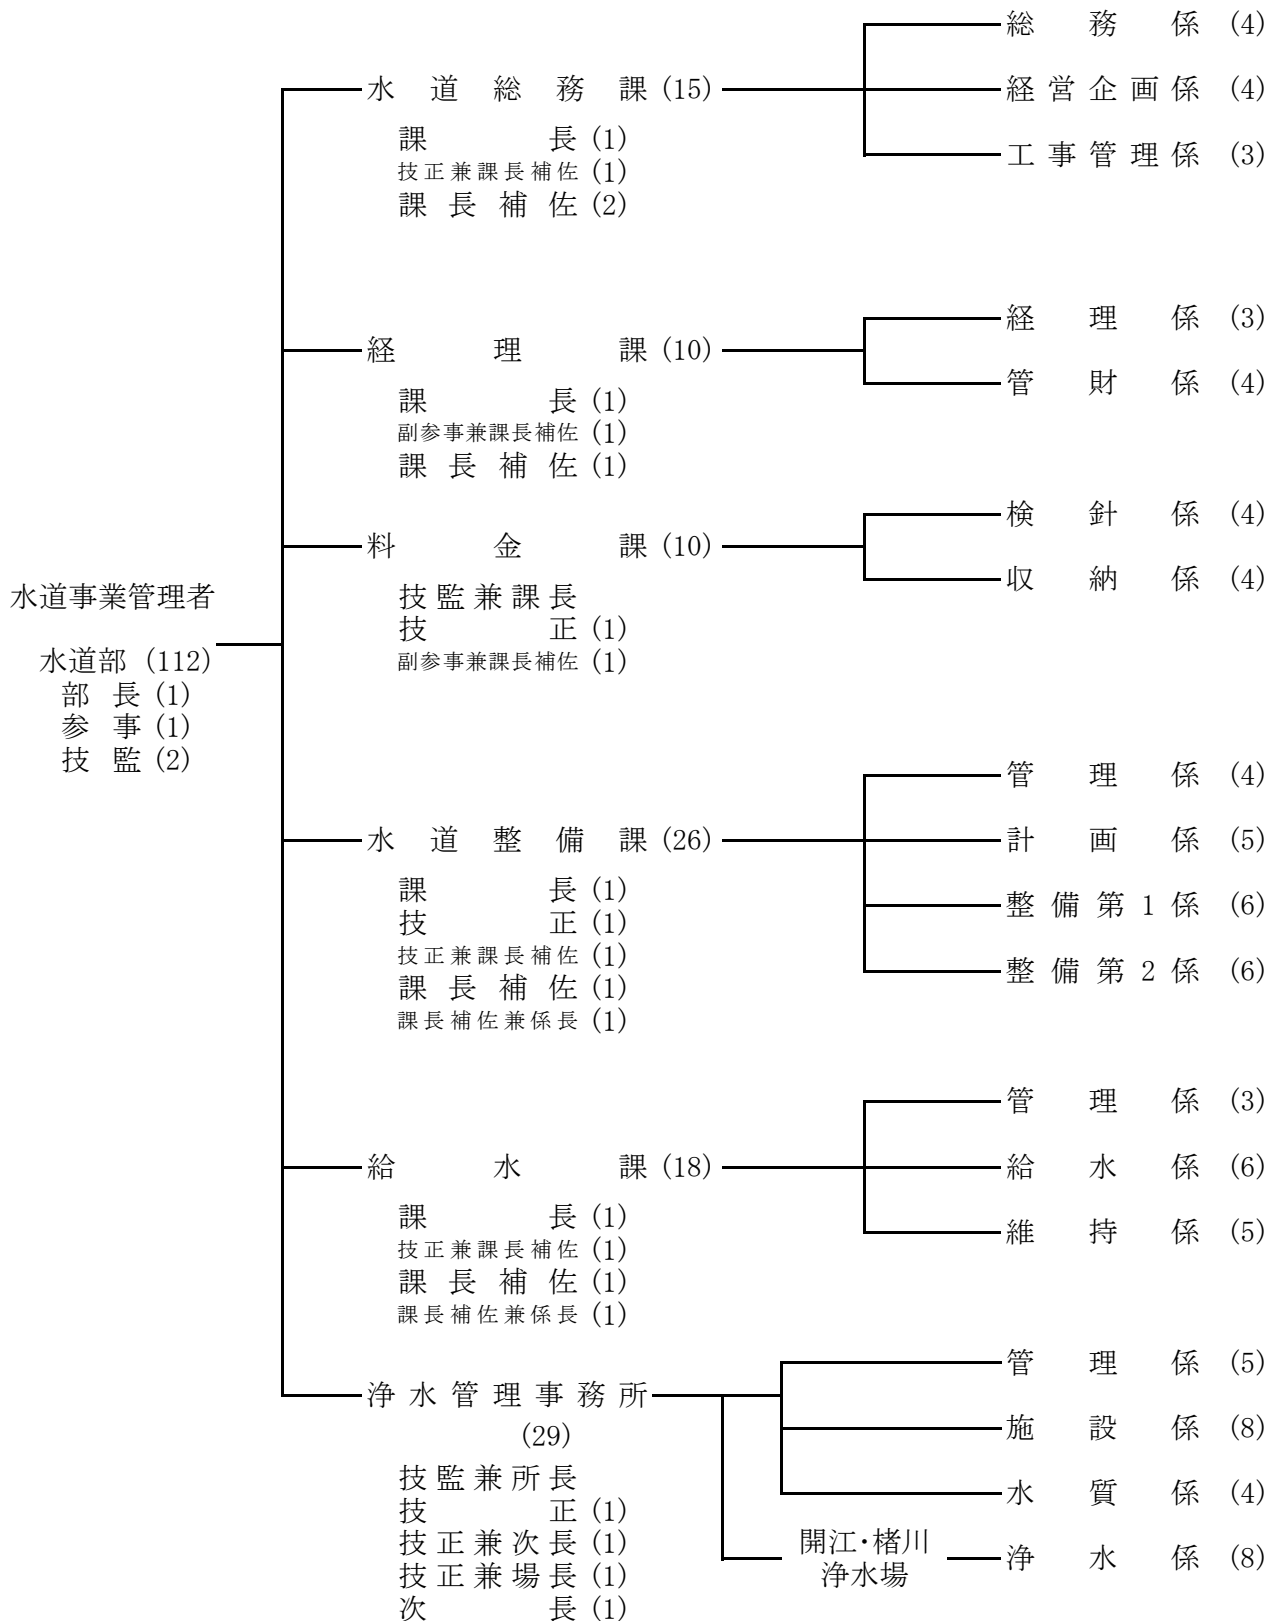 水道事業管理者
水道部 (112)
部長 (1)
参事 (1)
技監 (2)
水道総務課 (15)
課長 (1)
技正兼課長補佐 (1)
課長補佐 (2)
総務係 (4)
経営企画係 (4)
工事管理係 (3)
経理課 (10)
課長 (1)
副参事兼課長補佐 (1)
課長補佐 (1)
経理係 (3)
管財係 (4)
料金課 (10)
技監兼課長
技正 (1)
副参事兼課長補佐 (1)
検針係 (4)
収納係 (4)
水道整備課 (26)
課長 (1)
技正 (1)
技正兼課長補佐 (1)
課長補佐 (1)
課長補佐兼係長 (1)
管理係 (4)
計画係 (5)
整備第1係 (6)
整備第2係 (6)
給水課 (18)
課長 (1)
技正兼課長補佐 (1)
課長補佐 (1)
課長補佐兼係長 (1)
管理係 (3)
給水係 (6)
維持係 (5)
浄水管理事務所
(29)
技監兼所長
技正 (1)
技正兼次長 (1)
技正兼場長 (1)
次長 (1)
管理係 (5)
施設係 (8)
水質係 (4)
開江・楮川
浄水場
浄水係 (8)